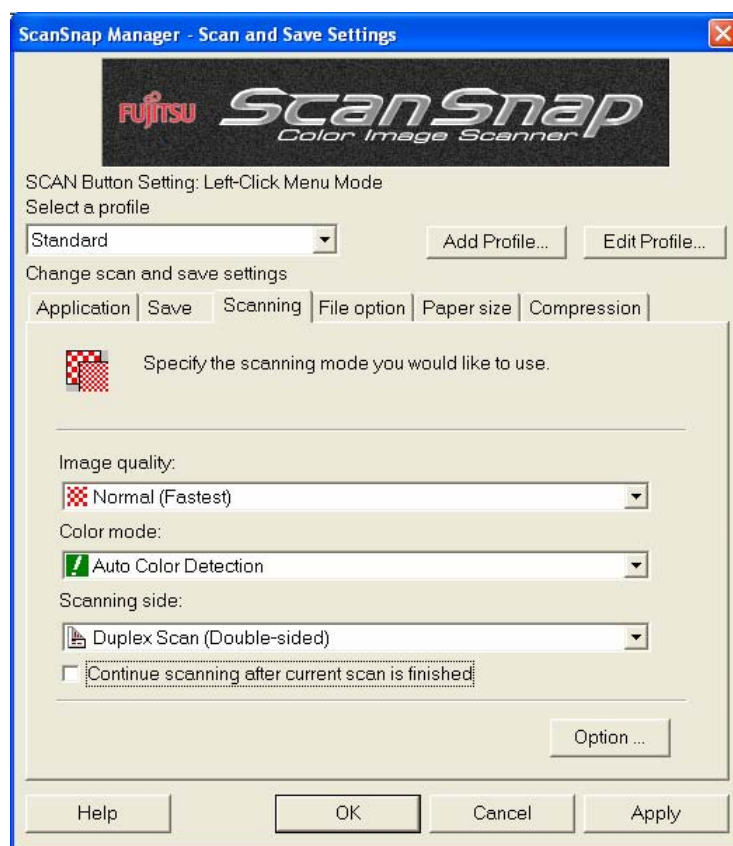 ScanSnap Manager - Scan and Save Settings
FUJITSU ScanSnap
Color Image Scanner
SCAN Button Setting: Left-Click Menu Mode
Select a profile
Standard Add Profile... Edit Profile...
Change scan and save settings
Application Save Scanning File option Paper size Compression
Specify the scanning mode you would like to use.
Image quality:
Normal (Fastest)
Color mode:
Auto Color Detection
Scanning side:
Duplex Scan (Double-sided)
Continue scanning after current scan is finished
Option ...
Help OK Cancel Apply